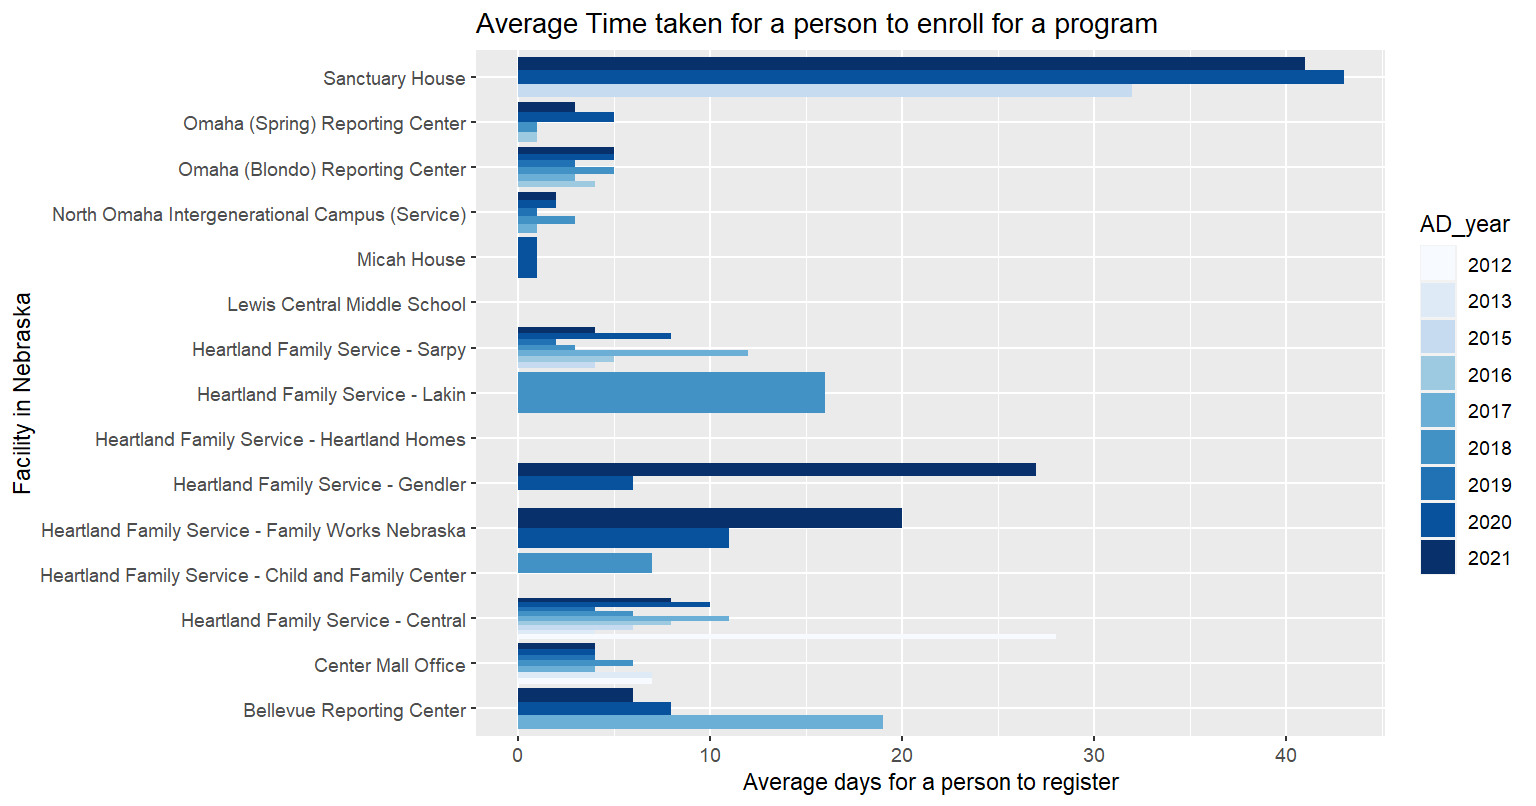 Average Time taken for a person to enroll for a program
Sanctuary House
Omaha (Spring) Reporting Center
Omaha (Blondo) Reporting Center
North Omaha Intergenerational Campus (Service)
Micah House
Lewis Central Middle School
Heartland Family Service - Sarpy
Heartland Family Service - Lakin
Heartland Family Service - Heartland Homes
Heartland Family Service - Gendler
Heartland Family Service - Family Works Nebraska
Heartland Family Service - Child and Family Center
Heartland Family Service - Central
Center Mall Office
Bellevue Reporting Center
Facility in Nebraska
0 10 20 30 40
Average days for a person to register
AD_year
2012
2013
2015
2016
2017
2018
2019
2020
2021